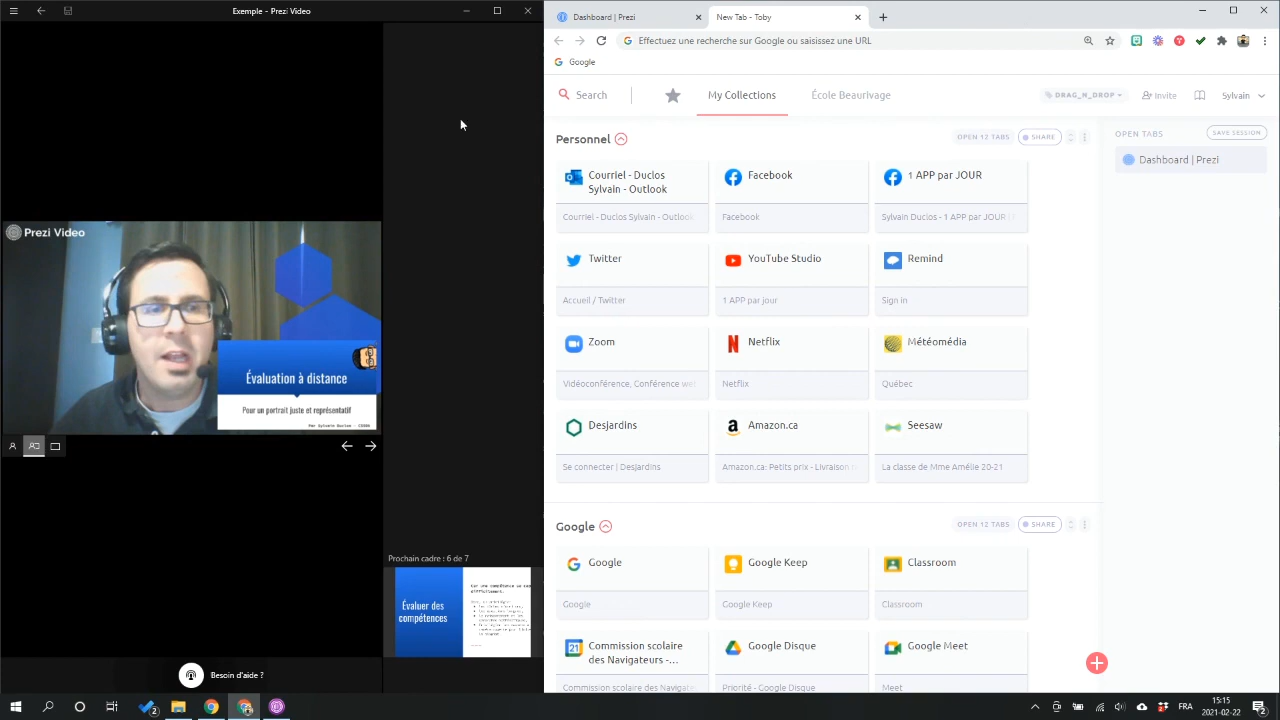 Exemple - Prezi Video
Prezi Video
Évaluation à distance
Pour un portrait juste et représentatif
Prochain cadre : 6 de 7
Évaluer des
compétences
Besoin d'aide ?
Dashboard | Prezi
New Tab - Toby
Effectuez une recherche sur Google ou saisissez une URL
Google
Search
My Collections
École Beaurivage
DRAG_N_DROP
Invite
Sylvain
Personnel
OPEN 12 TABS
SHARE
OPEN TABS
SAVE SESSION
Dashboard | Prezi
Courriel - Duclos
Sylvain - Outlook
Courriel - Duclos Sylvain - Outlook
Facebook
Facebook
1 APP par JOUR
Sylvain Duclos - 1 APP par JOUR |
Twitter
Accueil / Twitter
YouTube Studio
1 APP par jour
Remind
Sign in
Zoom
Vidéoconférence, Conférence web
Netflix
Netflix
Météomédia
Québec
Desjardins
Se connecter | Desjardins
Amazon.ca
Amazon.ca: Petits prix - Livraison
Seesaw
La classe de Mme Amélie 20-21
Google
OPEN 12 TABS
SHARE
Google
Google
Google Keep
Google Keep
Classroom
Classroom
21
Commission scolaire
des Navigateurs -...
Commission scolaire des Navigate
Google Disque
Priorité - Google Disque
Google Meet
Meet
2
FRA
15:15
2021-02-22
2